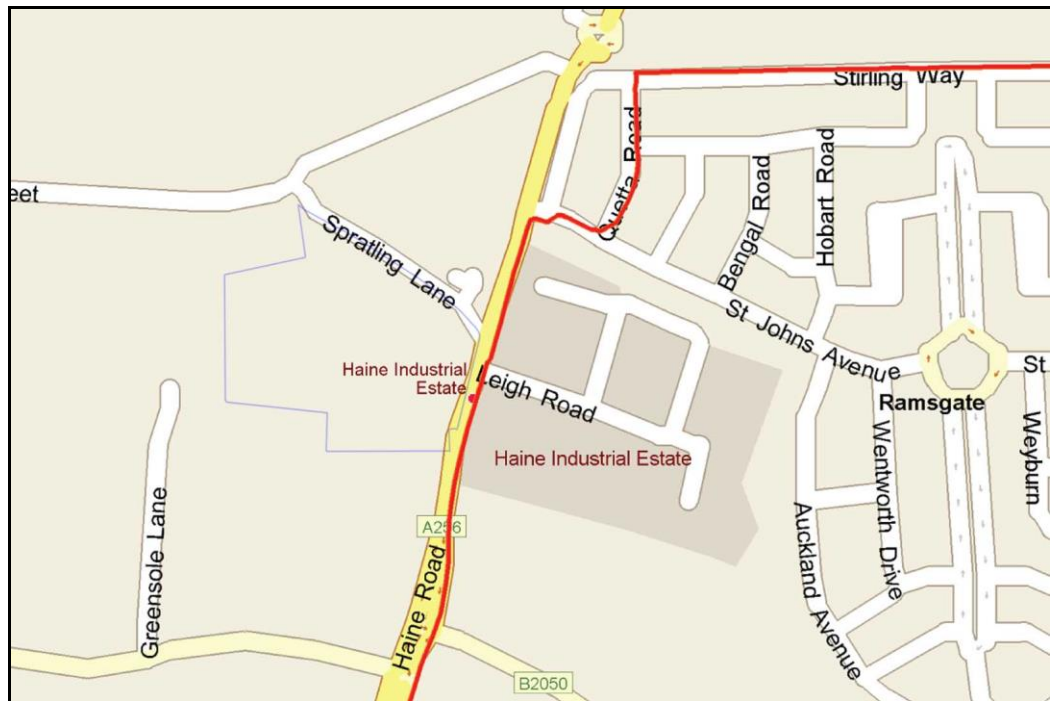 Stirling Way
Quetta Road
Hobart Road
Bengal Road
eet
Spratling Lane
St Johns Avenue
St
Haine Industrial
Estate
Leigh Road
Ramsgate
Haine Industrial Estate
Weyburn
Wentworth Drive
Auckland Avenue
Greensole Lane
A256
Haine Road
B2050